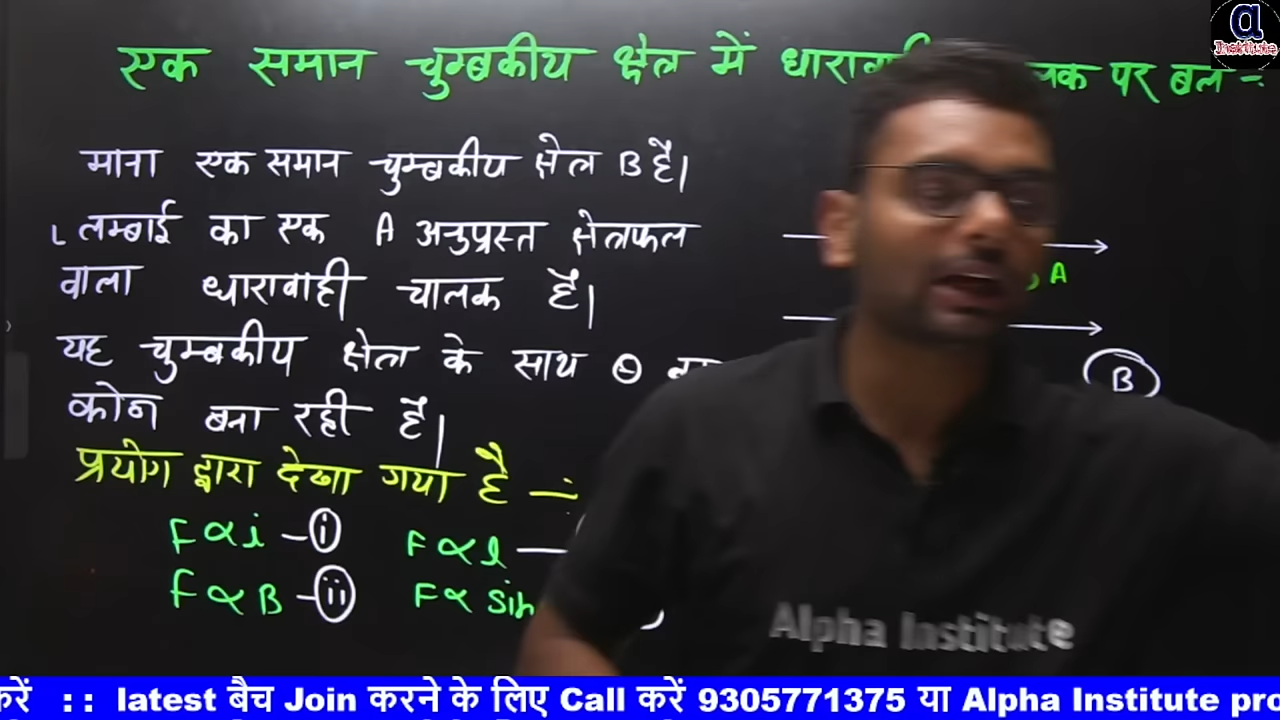 α
Institute
एक समान चुम्बकीय क्षेत्र में पर बल -:
माना एक समान चुम्बकीय क्षेत्र B है।
L लम्बाई का एक A अनुप्रस्त क्षेत्रफल
वाला धारावाही चालक है।
यह चुम्बकीय क्षेत्र के साथ θ
कोण बना रही है।
प्रयोग द्वारा देखा गया है -:
F ∝ i - (i) F ∝ l -
F ∝ B - (ii) F ∝ sin
A
B
Alpha Institute
करें :: latest बैच Join करने के लिए Call करें 9305771375 या Alpha Institute